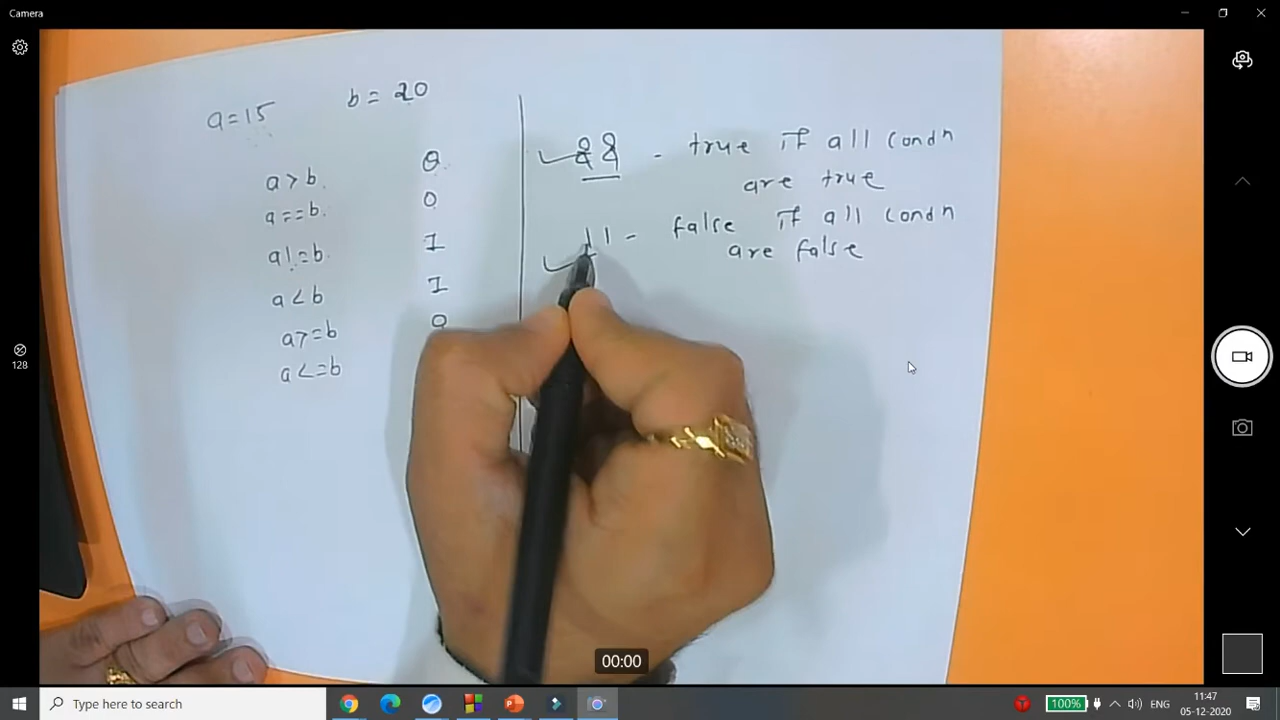 Camera
a=15 b= 20
a>b 0
a==b 0
a!=b 1
a<b 1
a>=b 0
a<=b
&& - true if all condn
are true
|| - false if all condn
are false
128
00:00
Type here to search
100%
ENG
11:47
05-12-2020